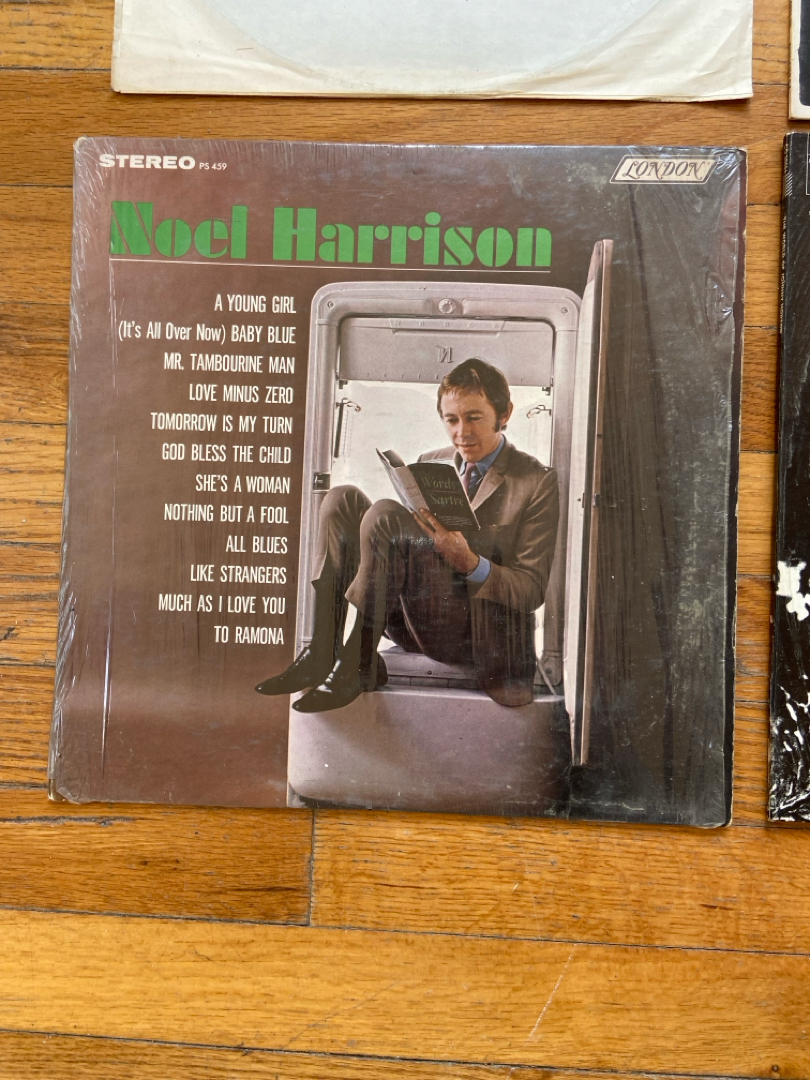 STEREO PS 459
LONDON
Noel Harrison
A YOUNG GIRL
(It's All Over Now) BABY BLUE
MR. TAMBOURINE MAN
LOVE MINUS ZERO
TOMORROW IS MY TURN
GOD BLESS THE CHILD
SHE'S A WOMAN
NOTHING BUT A FOOL
ALL BLUES
LIKE STRANGERS
MUCH AS I LOVE YOU
TO RAMONA
Words
Sartre